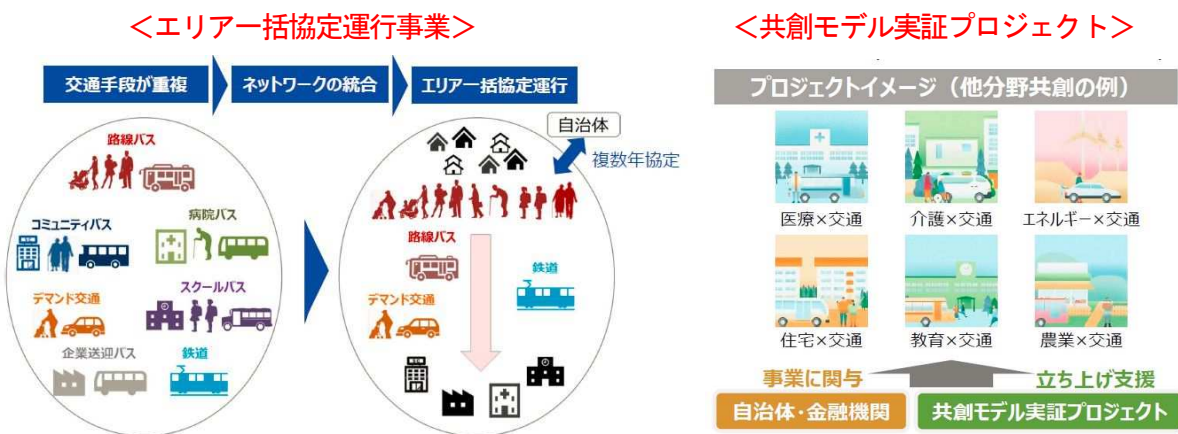 ＜エリア一括協定運行事業＞
交通手段が重複
ネットワークの統合
エリア一括協定運行
路線バス
コミュニティバス
病院バス
デマンド交通
スクールバス
企業送迎バス
鉄道
自治体
複数年協定
路線バス
鉄道
デマンド交通
＜共創モデル実証プロジェクト＞
プロジェクトイメージ（他分野共創の例）
医療×交通
介護×交通
エネルギー×交通
住宅×交通
教育×交通
農業×交通
事業に関与
立ち上げ支援
自治体・金融機関
共創モデル実証プロジェクト